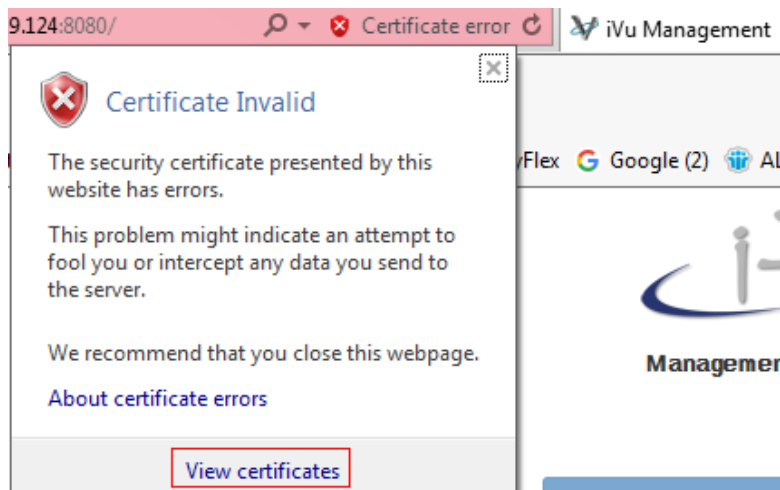 9.124:8080/
Certificate error
iVu Management
Certificate Invalid
The security certificate presented by this
website has errors.
This problem might indicate an attempt to
fool you or intercept any data you send to
the server.
We recommend that you close this webpage.
About certificate errors
View certificates
yFlex
Google (2)
AL
i-
Managemen